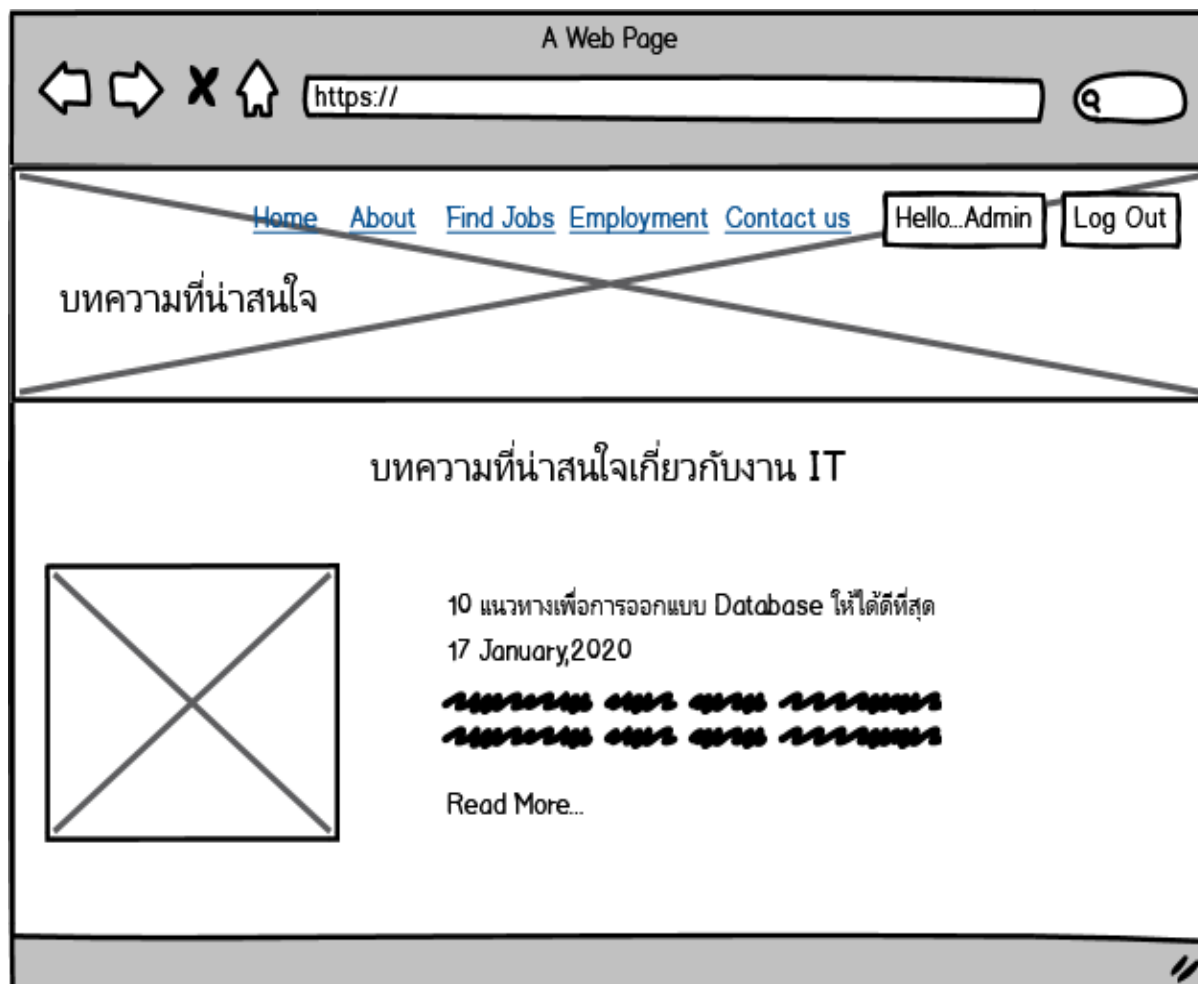 A Web Page
https://
Home About Find Jobs Employment Contact us Hello...Admin Log Out
บทความที่น่าสนใจ
บทความที่น่าสนใจเกี่ยวกับงาน IT
10 แนวทางเพื่อการออกแบบ Database ให้ได้ดีที่สุด
17 January,2020
Read More...